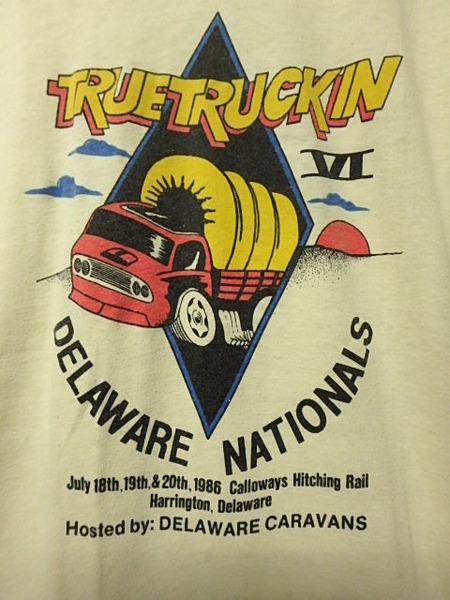 TRUETRUCKIN
VI
DELAWARE NATIONALS
July 18th, 19th, & 20th, 1986 Calloways Hitching Rail
Harrington, Delaware
Hosted by: DELAWARE CARAVANS